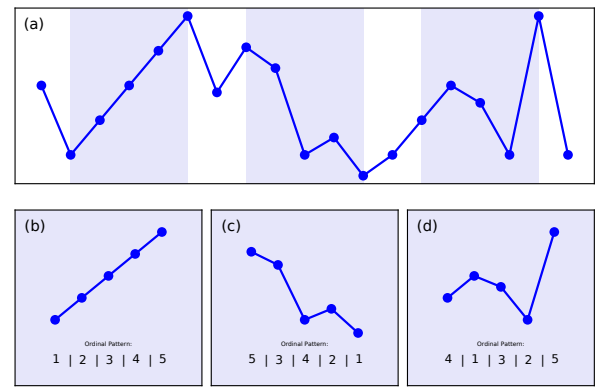 (a)
(b)
(c)
(d)
Ordinal Pattern:
1 | 2 | 3 | 4 | 5
Ordinal Pattern:
5 | 3 | 4 | 2 | 1
Ordinal Pattern:
4 | 1 | 3 | 2 | 5